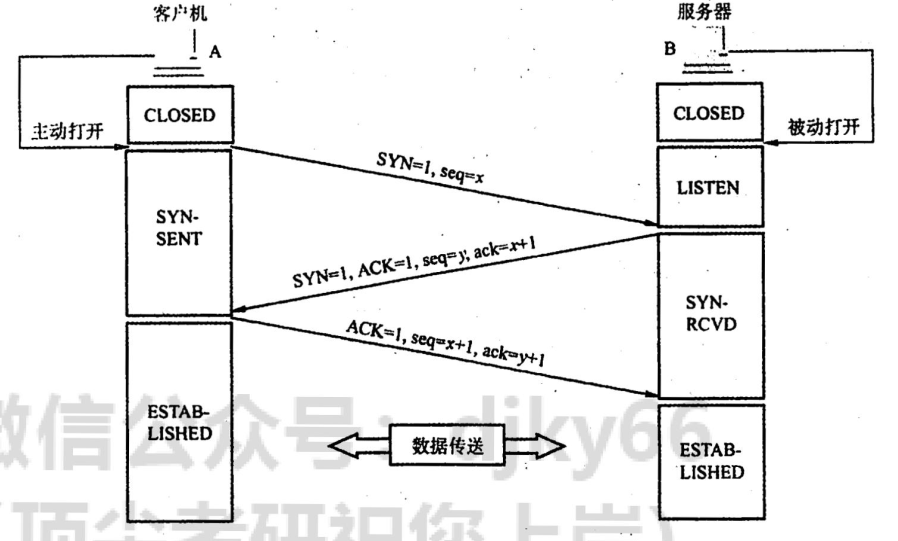 客户机
服务器
A
B
CLOSED
CLOSED
主动打开
被动打开
SYN=1, seq=x
LISTEN
SYN-
SENT
SYN=1, ACK=1, seq=y, ack=x+1
SYN-
RCVD
ACK=1, seq=x+1, ack=y+1
ESTAB-
LISHED
数据传送
ESTAB-
LISHED
微信公众号：djky66
（顶尖考研祝您上岸）